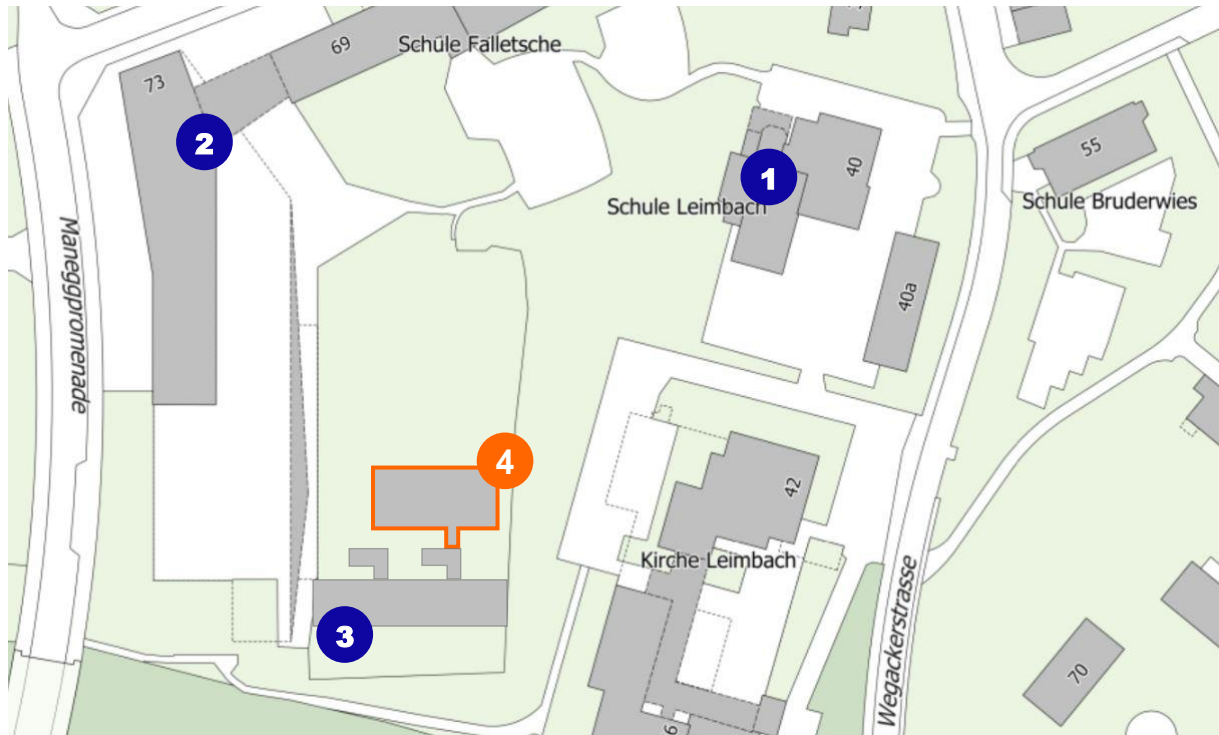 69
Schule Falletsche
73
2
1
40
Schule Leimbach
55
Schule Bruderwies
40a
Maneggpromenade
4
42
Kirche Leimbach
3
Wegackerstrasse
70